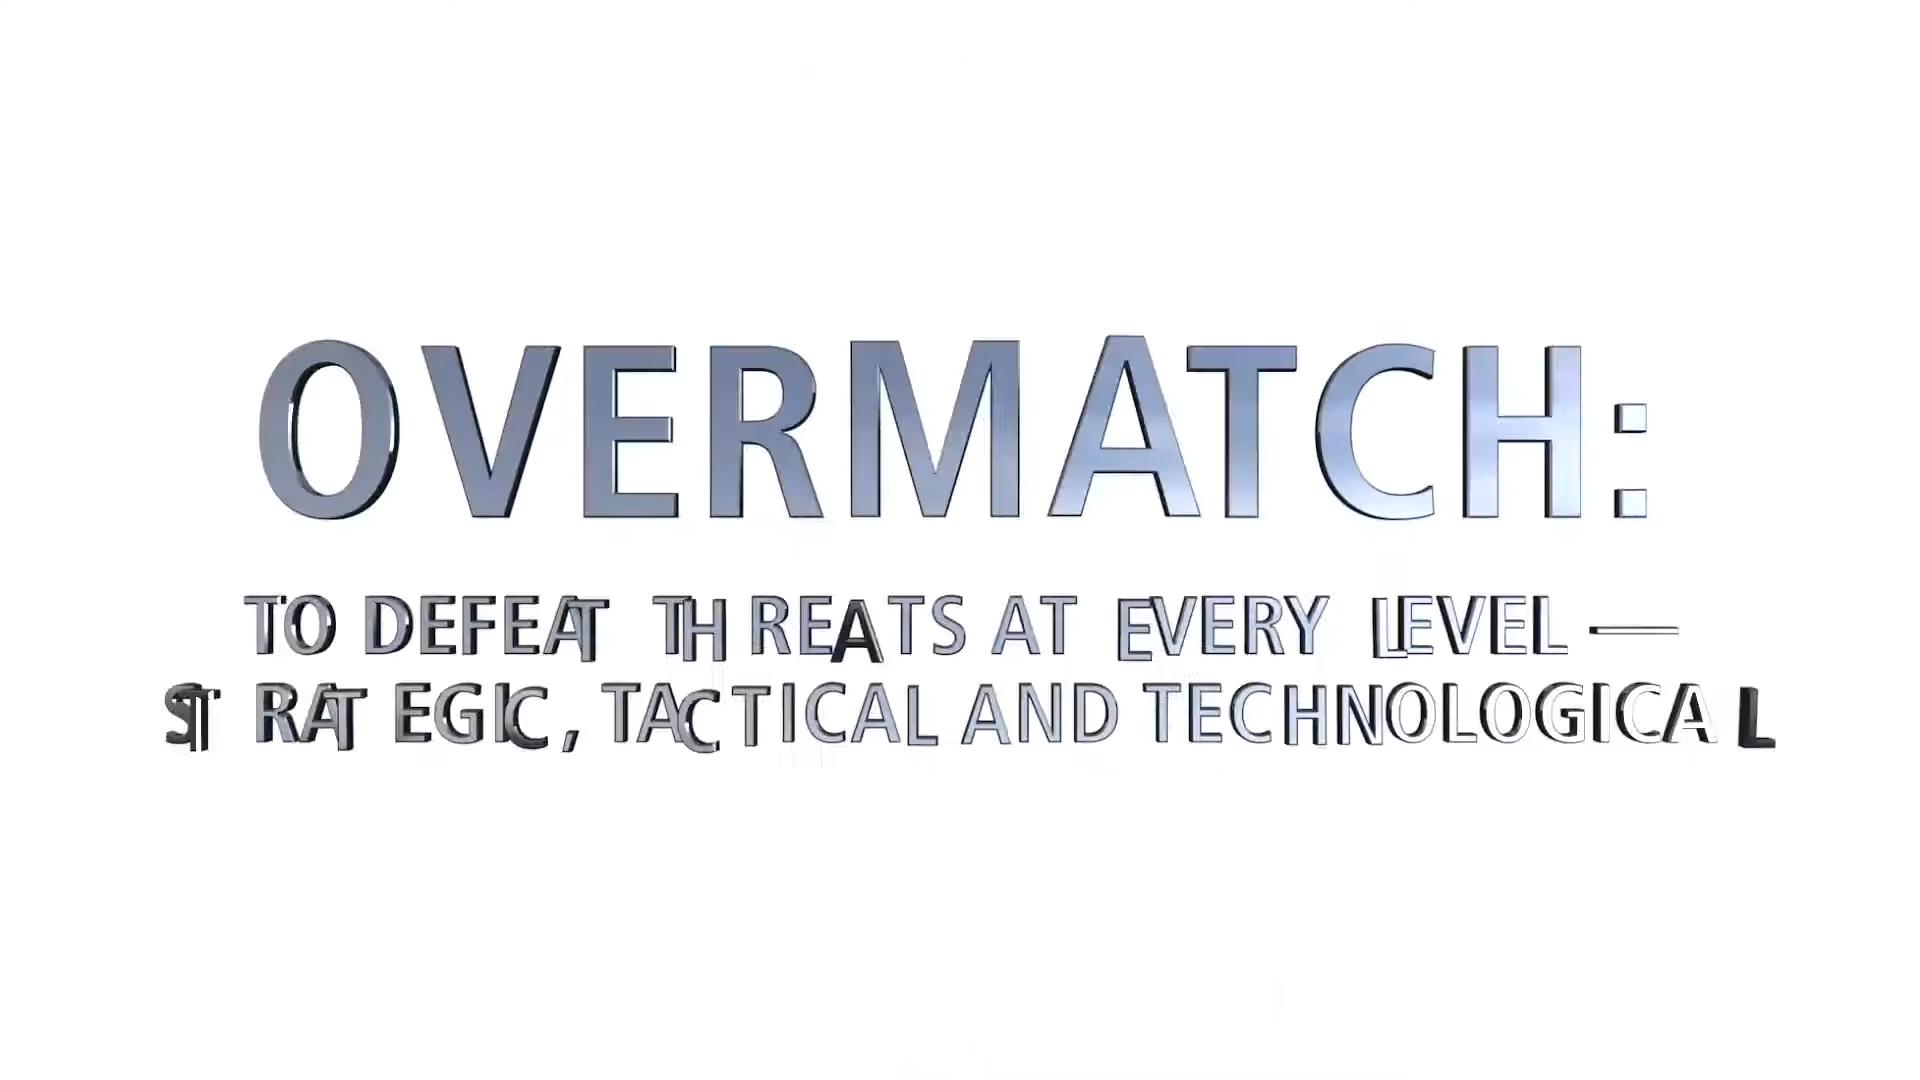 OVERMATCH:
TO DEFEAT THREATS AT EVERY LEVEL —
STRATEGIC, TACTICAL AND TECHNOLOGICAL